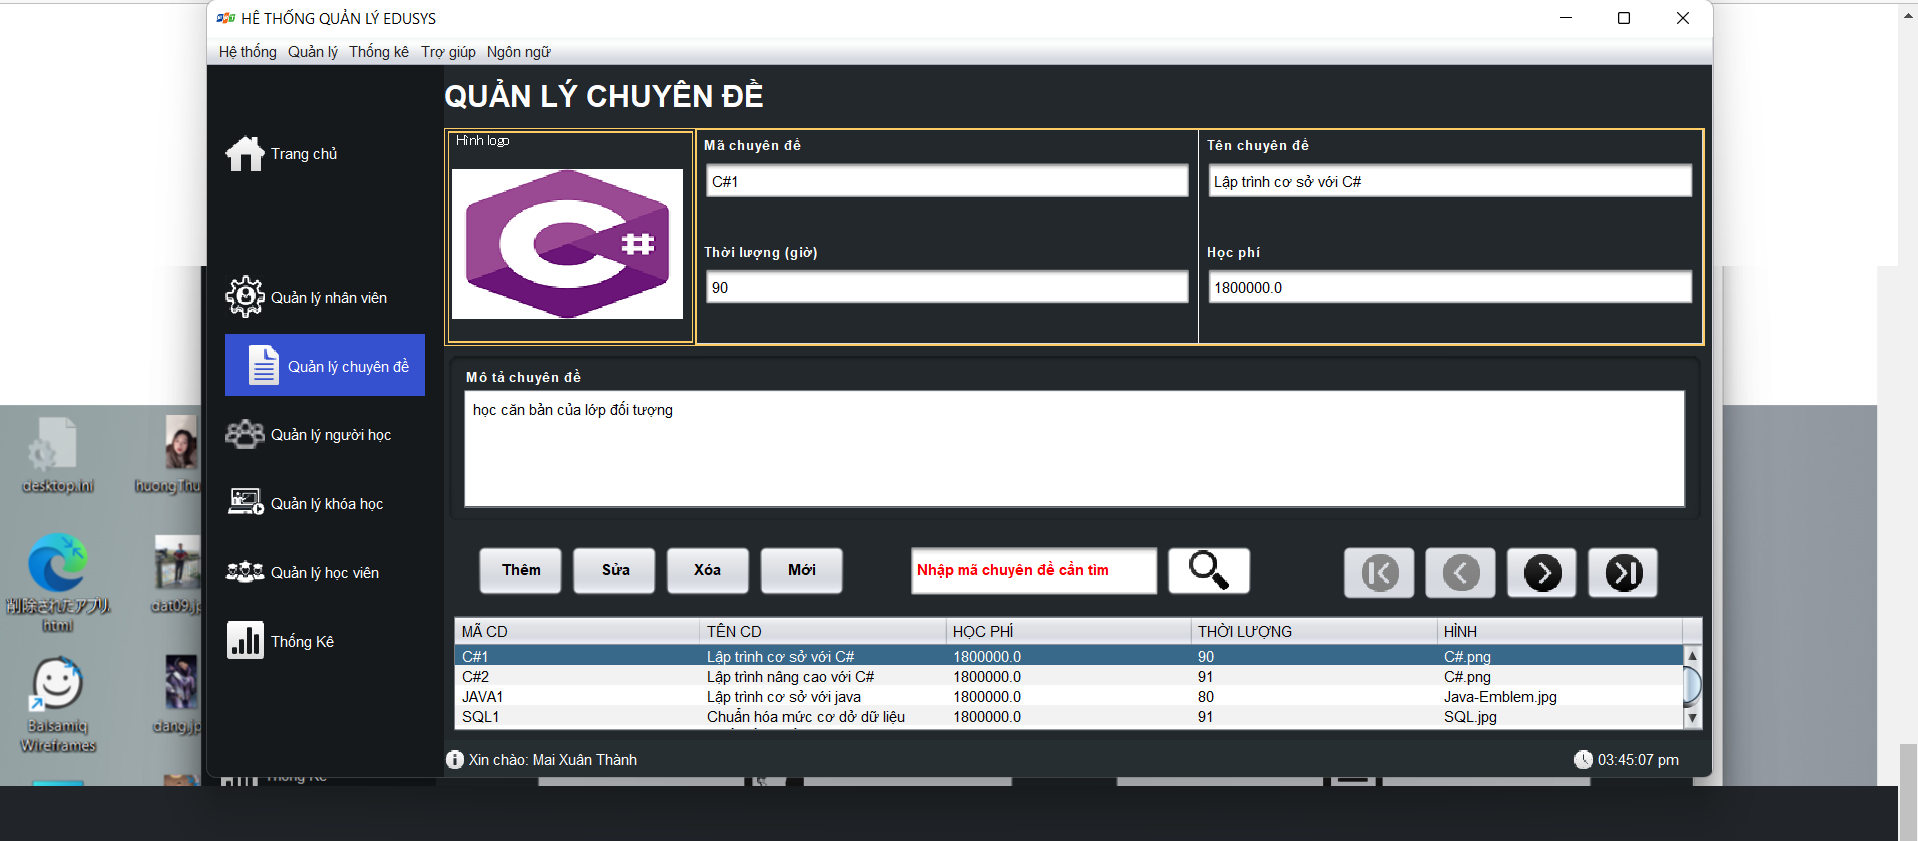 HỆ THỐNG QUẢN LÝ EDUSYS
Hệ thống Quản lý Thống kê Trợ giúp Ngôn ngữ
QUẢN LÝ CHUYÊN ĐỀ
Trang chủ
Quản lý nhân viên
Quản lý chuyên đề
Quản lý người học
Quản lý khóa học
Quản lý học viên
Thống Kê
Hình logo
C#
Mã chuyên đề
C#1
Tên chuyên đề
Lập trình cơ sở với C#
Thời lượng (giờ)
90
Học phí
1800000.0
Mô tả chuyên đề
học căn bản của lớp đối tượng
Thêm Sửa Xóa Mới
Nhập mã chuyên đề cần tìm
MÃ CD TÊN CD HỌC PHÍ THỜI LƯỢNG HÌNH
C#1 Lập trình cơ sở với C# 1800000.0 90 C#.png
C#2 Lập trình nâng cao với C# 1800000.0 91 C#.png
JAVA1 Lập trình cơ sở với java 1800000.0 80 Java-Emblem.jpg
SQL1 Chuẩn hóa mức cơ dở dữ liệu 1800000.0 91 SQL.jpg
Xin chào: Mai Xuân Thành
03:45:07 pm
desktop.ini
huongThu
削除されたアプリ.
html
dat09.jp
Balsamiq
Wireframes
dang.jp
Thống Kê